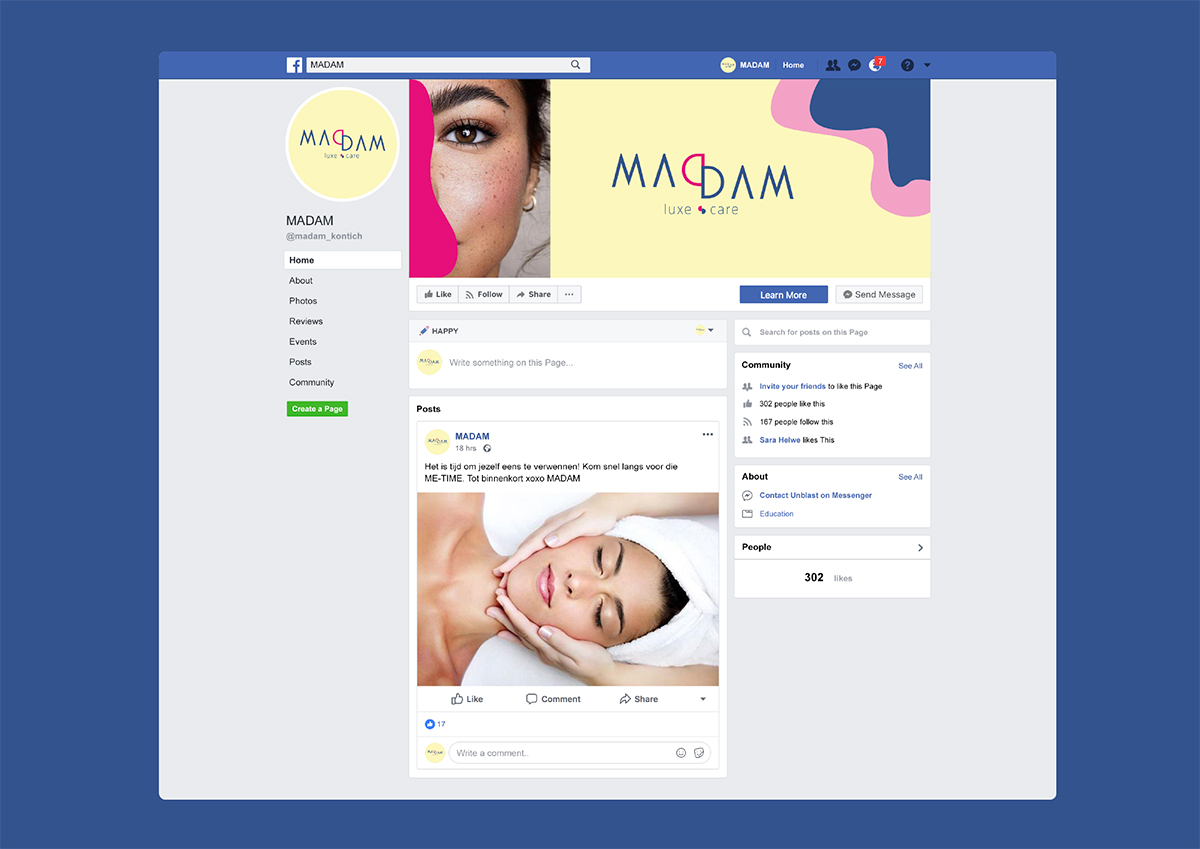 MADAM
MADAM
Home
7
?
MADAM
luxe care
MADAM
@madam_kontich
Home
About
Photos
Reviews
Events
Posts
Community
Create a Page
MADAM
luxe care
Like
Follow
Share
Learn More
Send Message
HAPPY
Write something on this Page...
Posts
MADAM
18 hrs
Het is tijd om jezelf eens te verwennen! Kom snel langs voor die
ME-TIME. Tot binnenkort xoxo MADAM
Like
Comment
Share
17
Write a comment..
Search for posts on this Page
Community
See All
Invite your friends to like this Page
302 people like this
167 people follow this
Sara Helwe likes This
About
See All
Contact Unblast on Messenger
Education
People
302 likes